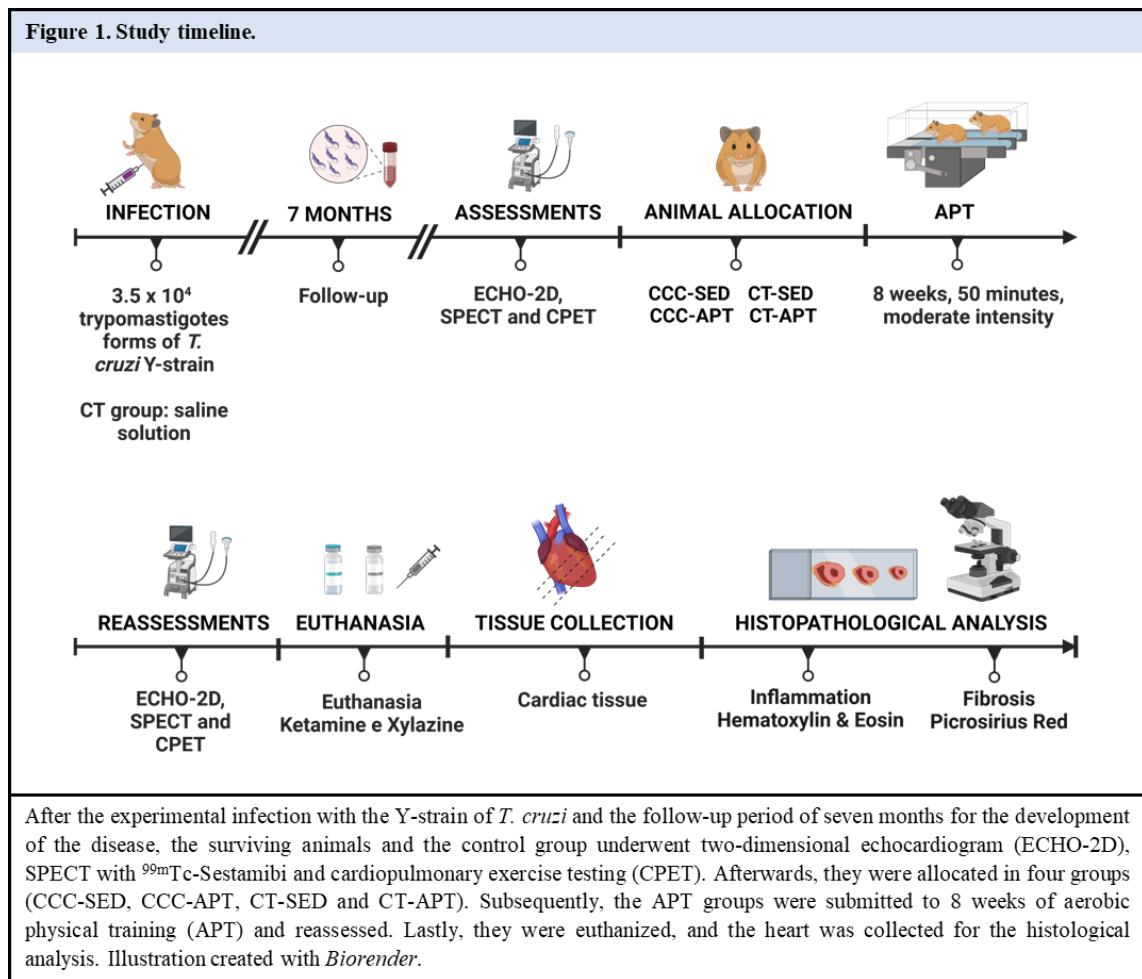 Figure 1. Study timeline.
INFECTION
7 MONTHS
ASSESSMENTS
ANIMAL ALLOCATION
APT
3.5 x 10⁴
trypomastigotes
forms of T.
cruzi Y-strain
CT group: saline
solution
Follow-up
ECHO-2D,
SPECT and CPET
CCC-SED CT-SED
CCC-APT CT-APT
8 weeks, 50 minutes,
moderate intensity
REASSESSMENTS
EUTHANASIA
TISSUE COLLECTION
HISTOPATHOLOGICAL ANALYSIS
ECHO-2D,
SPECT and
CPET
Euthanasia
Ketamine e Xylazine
Cardiac tissue
Inflammation
Hematoxylin & Eosin
Fibrosis
Picrosirius Red
After the experimental infection with the Y-strain of T. cruzi and the follow-up period of seven months for the development
of the disease, the surviving animals and the control group underwent two-dimensional echocardiogram (ECHO-2D),
SPECT with ⁹⁹ᵐTc-Sestamibi and cardiopulmonary exercise testing (CPET). Afterwards, they were allocated in four groups
(CCC-SED, CCC-APT, CT-SED and CT-APT). Subsequently, the APT groups were submitted to 8 weeks of aerobic
physical training (APT) and reassessed. Lastly, they were euthanized, and the heart was collected for the histological
analysis. Illustration created with Biorender.